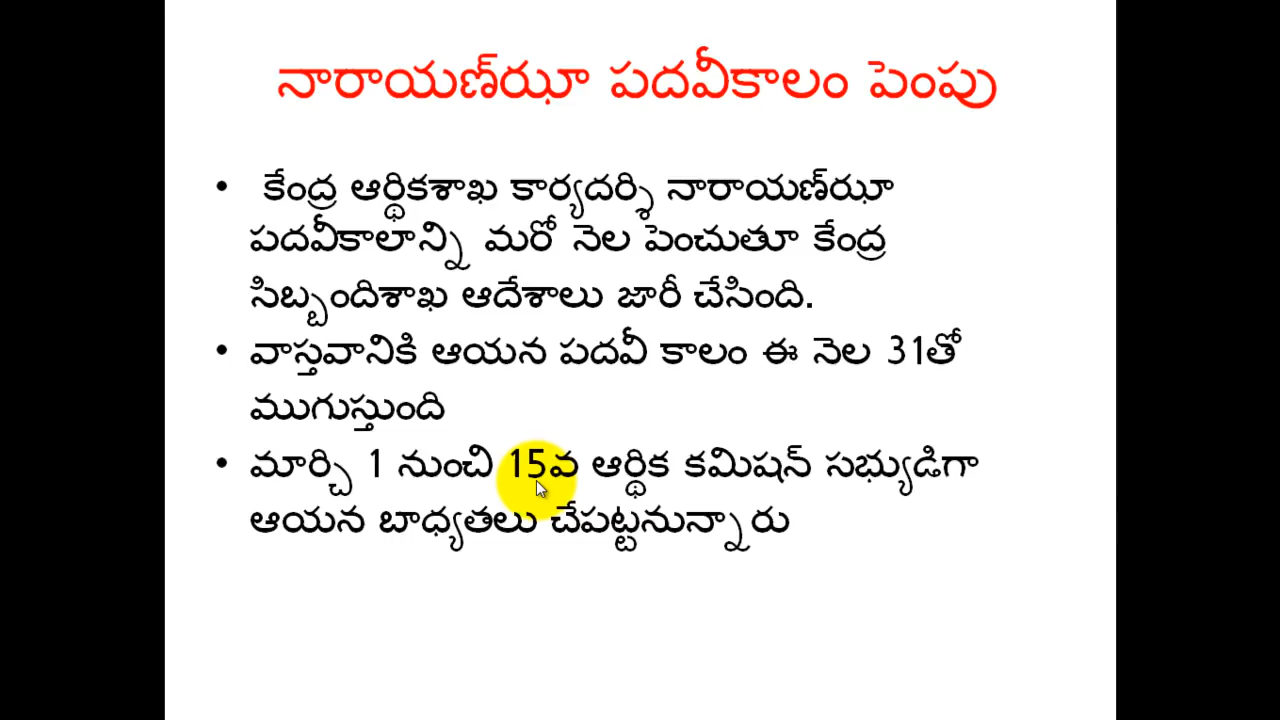 నారాయణ్‌ఝా పదవీకాలం పెంపు
• కేంద్ర ఆర్థికశాఖ కార్యదర్శి నారాయణ్‌ఝా
పదవీకాలాన్ని మరో నెల పెంచుతూ కేంద్ర
సిబ్బందిశాఖ ఆదేశాలు జారీ చేసింది.
• వాస్తవానికి ఆయన పదవీ కాలం ఈ నెల 31తో
ముగుస్తుంది
• మార్చి 1 నుంచి 15వ ఆర్థిక కమిషన్ సభ్యుడిగా
ఆయన బాధ్యతలు చేపట్టనున్నారు